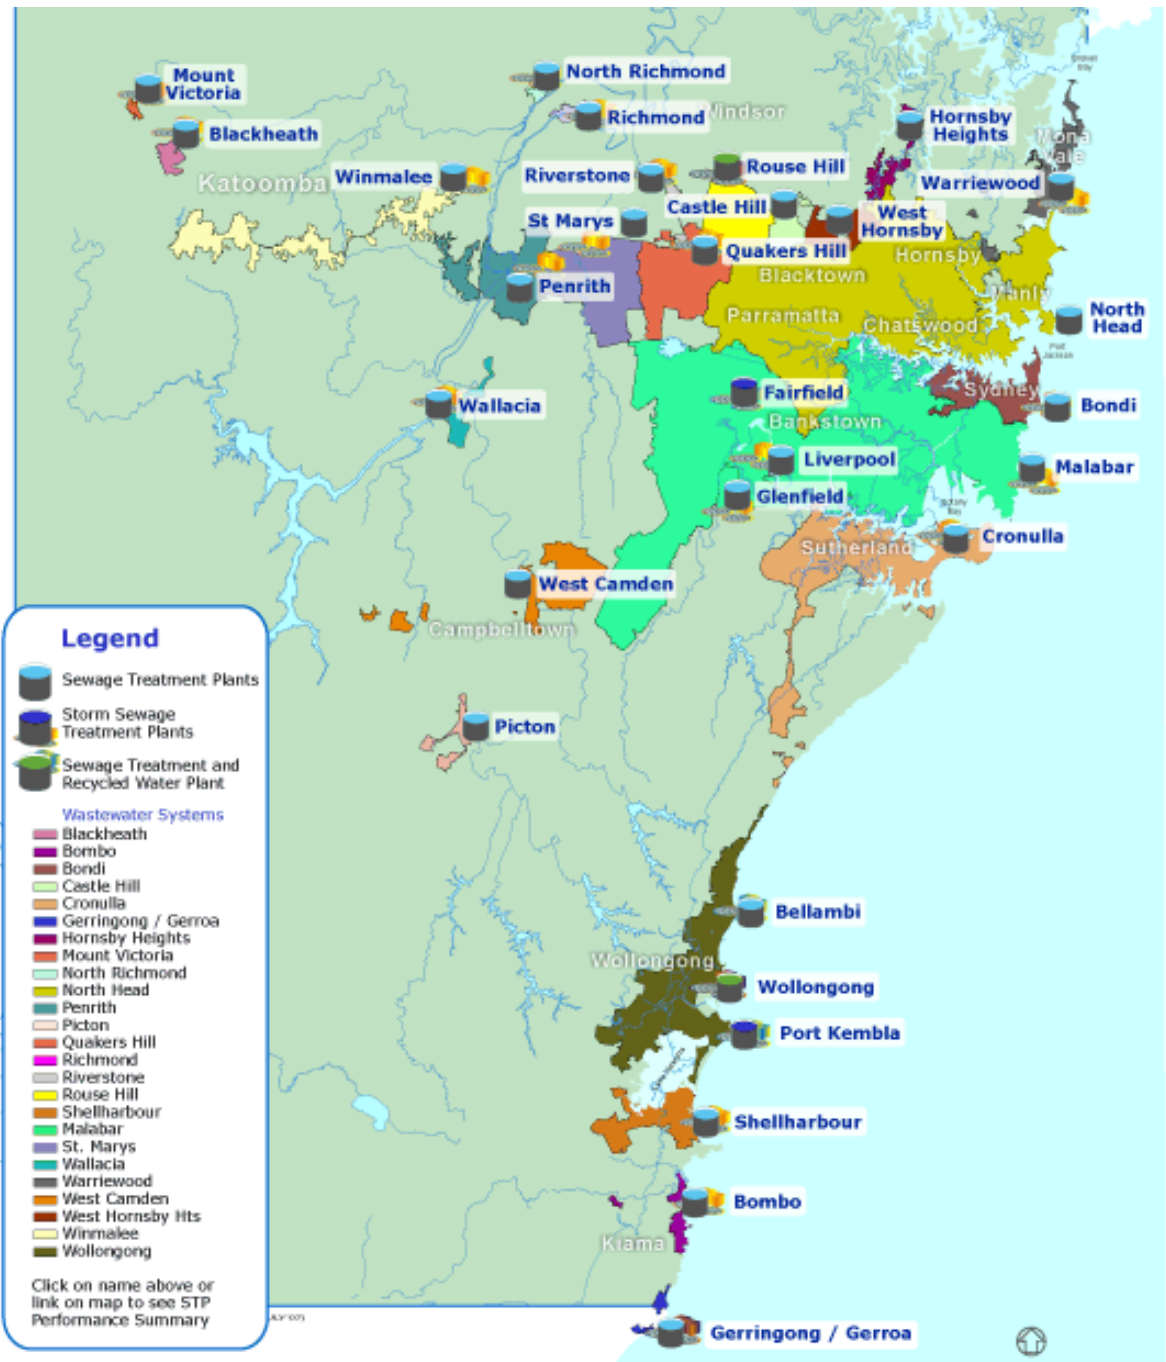 Mount
Victoria
North Richmond
Richmond
Windsor
Blackheath
Hornsby
Heights
Mona
Vale
Katoomba
Winmalee
Riverstone
Rouse Hill
Warriewood
St Marys
Castle Hill
West
Hornsby
Quakers Hill
Hornsby
Blacktown
Penrith
Manly
Parramatta
Chatswood
North
Head
Port
Jackson
Wallacia
Fairfield
Sydney
Bondi
Bankstown
Liverpool
Malabar
Glenfield
Botany
Bay
Sutherland
Cronulla
West Camden
Campbelltown
Picton
Bellambi
Wollongong
Wollongong
Port Kembla
Shellharbour
Bombo
Kiama
Gerringong / Gerroa
Legend
Sewage Treatment Plants
Storm Sewage
Treatment Plants
Sewage Treatment and
Recycled Water Plant
Wastewater Systems
Blackheath
Bombo
Bondi
Castle Hill
Cronulla
Gerringong / Gerroa
Hornsby Heights
Mount Victoria
North Richmond
North Head
Penrith
Picton
Quakers Hill
Richmond
Riverstone
Rouse Hill
Shellharbour
Malabar
St. Marys
Wallacia
Warriewood
West Camden
West Hornsby Hts
Winmalee
Wollongong
Click on name above or
link on map to see STP
Performance Summary